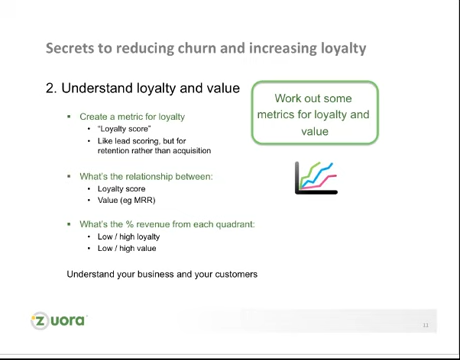 Secrets to reducing churn and increasing loyalty
2. Understand loyalty and value
Create a metric for loyalty
"Loyalty score"
Like lead scoring, but for
retention rather than acquisition
What's the relationship between:
Loyalty score
Value (eg MRR)
What's the % revenue from each quadrant:
Low / high loyalty
Low / high value
Understand your business and your customers
Work out some
metrics for loyalty and
value
zuora
11